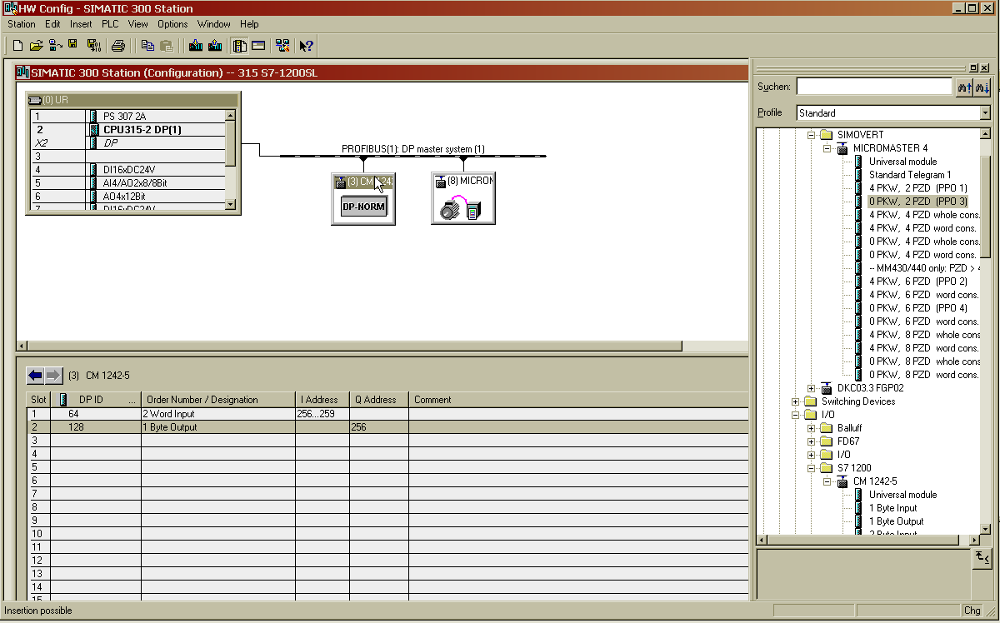 HW Config - SIMATIC 300 Station
Station Edit Insert PLC View Options Window Help
SIMATIC 300 Station (Configuration) -- 315 S7-1200SL
(0) UR
1 PS 307 2A
2 CPU315-2 DP(1)
X2 DP
3
4 DI16xDC24V
5 AI4/AO2x8/8Bit
6 AO4x12Bit
7 DI16xDC24V
PROFIBUS(1): DP master system (1)
(3) CM 1242
DP-NORM
(8) MICROM
(3) CM 1242-5
Slot DP ID ... Order Number / Designation I Address Q Address Comment
1 64 2 Word Input 256...259
2 128 1 Byte Output 256
3
4
5
6
7
8
9
10
11
12
13
14
15
Suchen:
Profile Standard
SIMOVERT
MICROMASTER 4
Universal module
Standard Telegram 1
4 PKW, 2 PZD (PPO 1)
0 PKW, 2 PZD (PPO 3)
4 PKW, 4 PZD whole cons.
4 PKW, 4 PZD word cons.
0 PKW, 4 PZD whole cons.
0 PKW, 4 PZD word cons.
-- MM430/440 only: PZD > 4
4 PKW, 6 PZD (PPO 2)
4 PKW, 6 PZD word cons.
0 PKW, 6 PZD (PPO 4)
0 PKW, 6 PZD word cons.
4 PKW, 8 PZD whole cons
4 PKW, 8 PZD word cons.
0 PKW, 8 PZD whole cons
0 PKW, 8 PZD word cons.
DKC03.3 FGP02
Switching Devices
I/O
Balluff
FD67
I/O
S7 1200
CM 1242-5
Universal module
1 Byte Input
1 Byte Output
2 Byte Input
Insertion possible
Chg